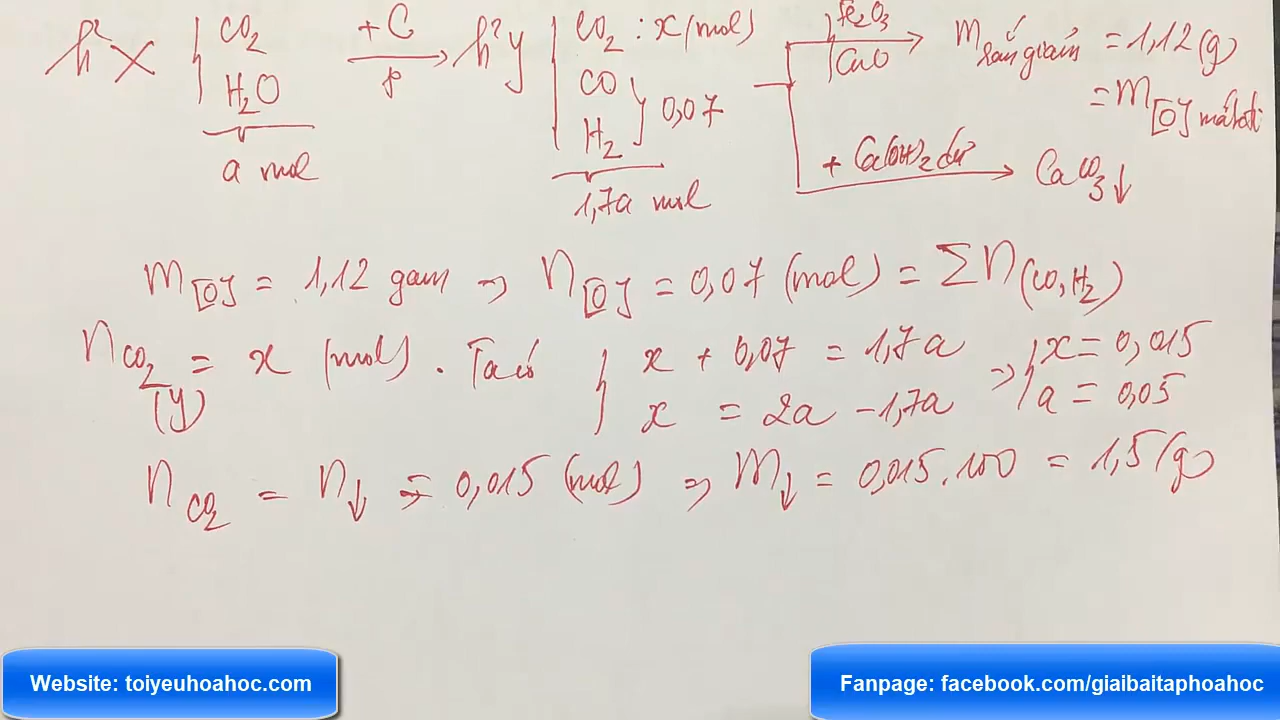 h² X { CO₂ H₂O a mol
+ C
t°
h² Y { CO₂ : x (mol) CO H₂ } 0,07 1,7a mol
Fe₂O₃
CuO
m rắn giảm = 1,12 (g)
= m [O] mất đi
+ Ca(OH)₂ dư → CaCO₃↓
m[O] = 1,12 gam ⇒ n[O] = 0,07 (mol) = Σn(CO, H₂)
nCO₂ (Y) = x (mol). Ta có { x + 0,07 = 1,7a ⇒ { x = 0,015
x = 2a - 1,7a a = 0,05
nCO₂ = n↓ = 0,015 (mol) ⇒ m↓ = 0,015.100 = 1,5 (g)
Website: toiyeuhoahoc.com
Fanpage: facebook.com/giaibaitaphoahoc